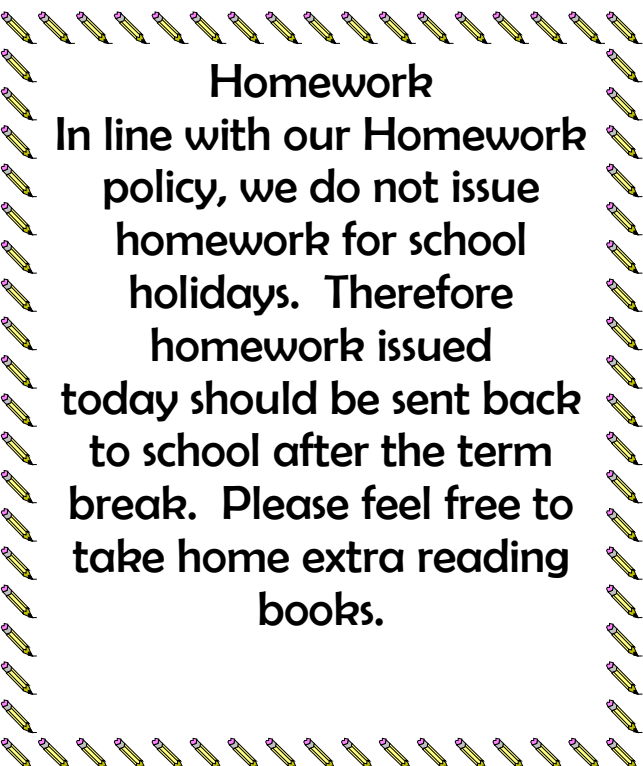 Homework
In line with our Homework
policy, we do not issue
homework for school
holidays.  Therefore
homework issued
today should be sent back
to school after the term
break.  Please feel free to
take home extra reading
books.